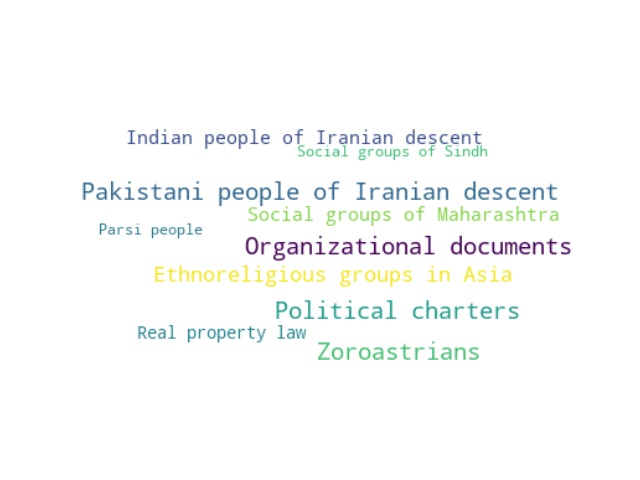 Indian people of Iranian descent
Social groups of Sindh
Pakistani people of Iranian descent
Social groups of Maharashtra
Parsi people
Organizational documents
Ethnoreligious groups in Asia
Political charters
Real property law
Zoroastrians